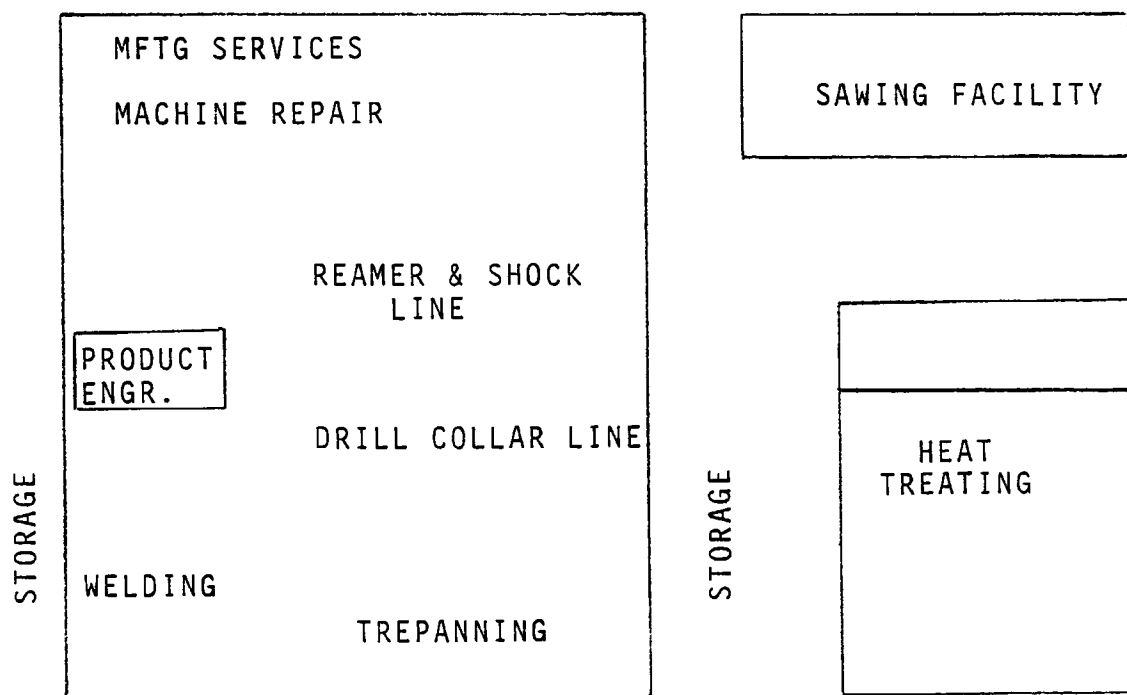 MFTG SERVICES
MACHINE REPAIR
SAWING FACILITY
REAMER & SHOCK
LINE
PRODUCT
ENGR.
DRILL COLLAR LINE
HEAT
TREATING
STORAGE
STORAGE
WELDING
TREPANNING